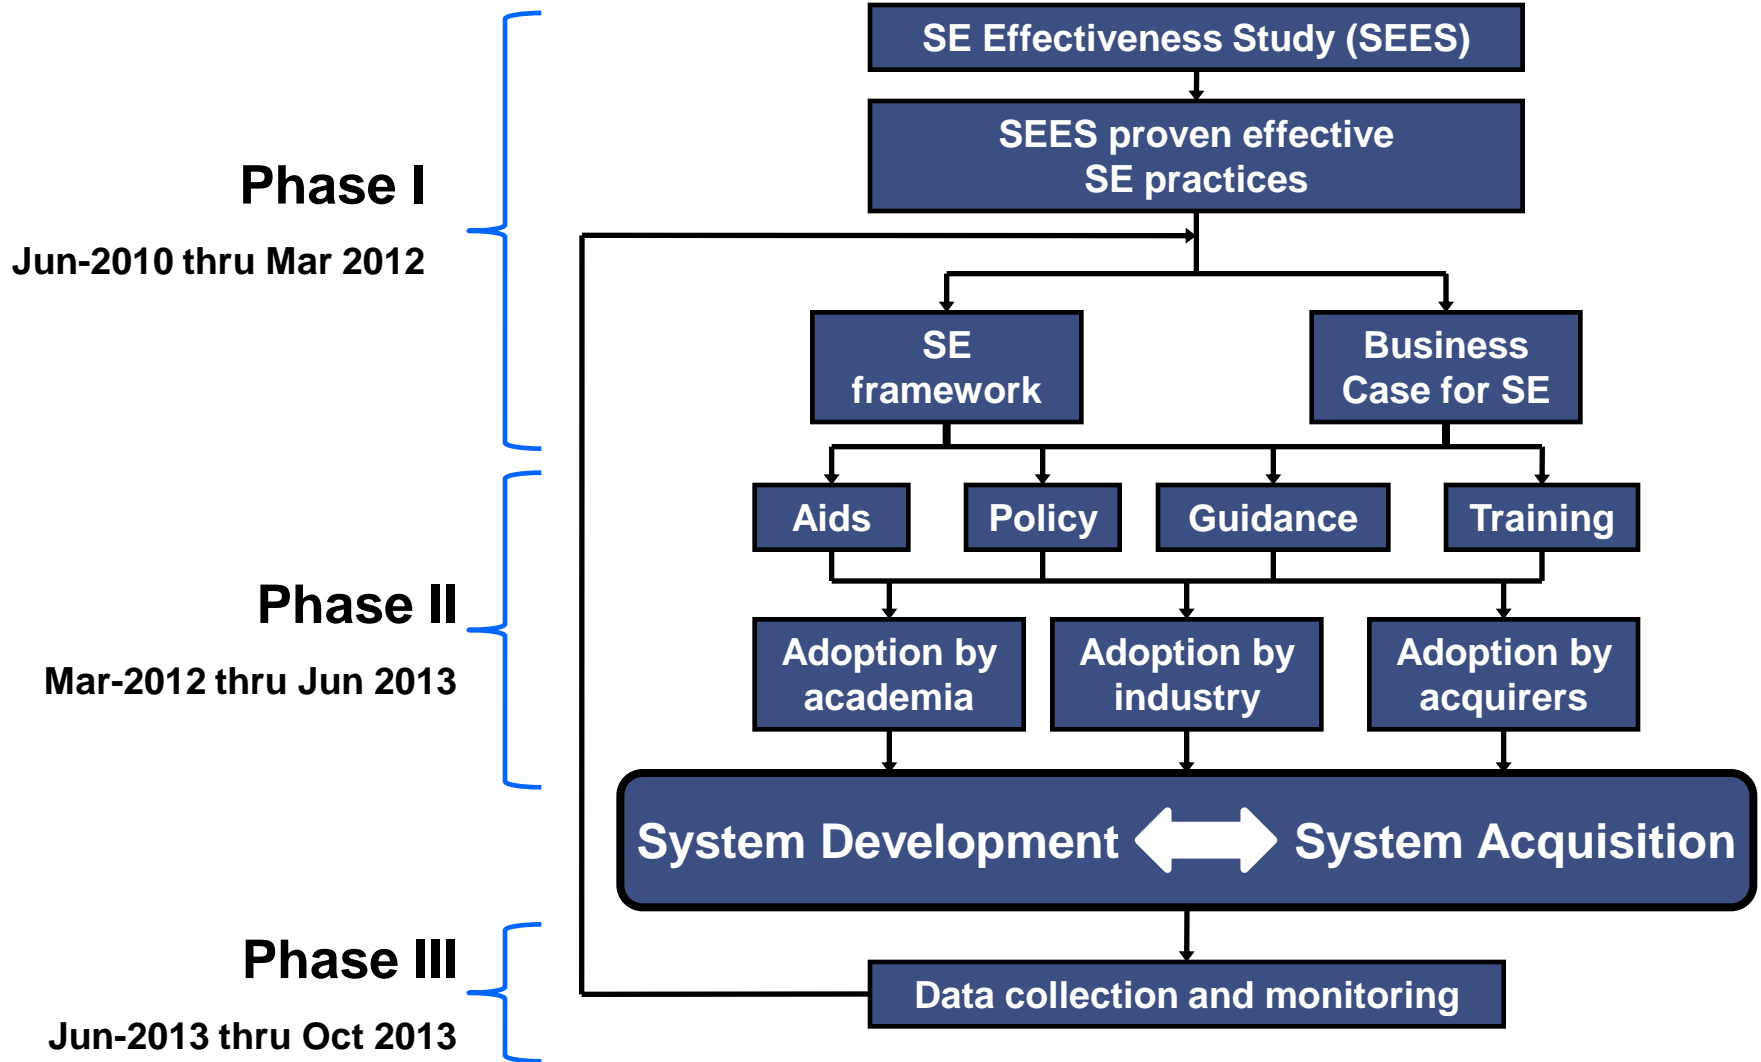 SE Effectiveness Study (SEES)
SEES proven effective
SE practices
Phase I
Jun-2010 thru Mar 2012
SE
framework
Business
Case for SE
Aids
Policy
Guidance
Training
Phase II
Mar-2012 thru Jun 2013
Adoption by
academia
Adoption by
industry
Adoption by
acquirers
System Development
System Acquisition
Phase III
Jun-2013 thru Oct 2013
Data collection and monitoring